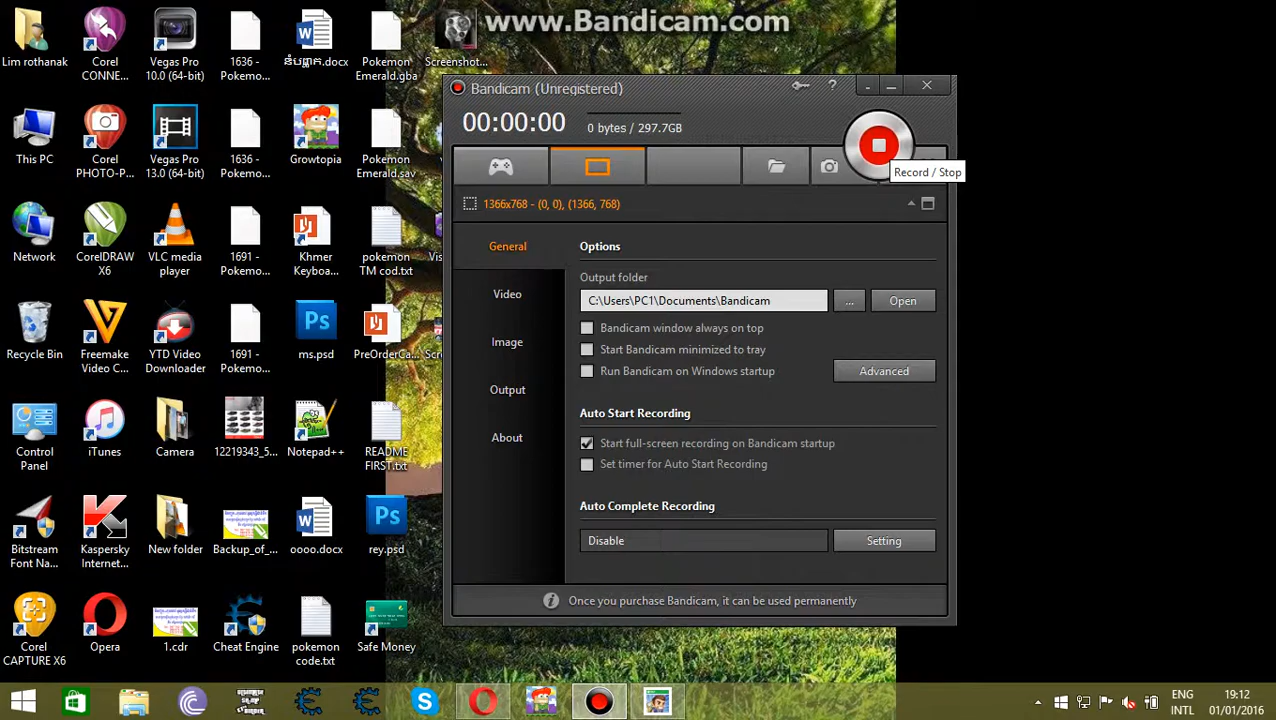 www.Bandicam.com
Lim rothanak
Corel
CONNE...
Vegas Pro
10.0 (64-bit)
1636 -
Pokemo...
នំបញ្ចុក.docx
Pokemon
Emerald.gba
Screenshot...
This PC
Corel
PHOTO-P...
Vegas Pro
13.0 (64-bit)
1636 -
Pokemo...
Growtopia
Pokemon
Emerald.sav
Network
CorelDRAW
X6
VLC media
player
1691 -
Pokemo...
Khmer
Keyboa...
pokemon
TM cod.txt
Recycle Bin
Freemake
Video C...
YTD Video
Downloader
1691 -
Pokemo...
ms.psd
PreOrderCa...
Control
Panel
iTunes
Camera
12219343_5...
Notepad++
README
FIRST.txt
Bitstream
Font Na...
Kaspersky
Internet...
New folder
Backup_of_...
oooo.docx
rey.psd
Corel
CAPTURE X6
Opera
1.cdr
Cheat Engine
pokemon
code.txt
Safe Money
Bandicam (Unregistered)
00:00:00
0 bytes / 297.7GB
Record / Stop
1366x768 - (0, 0), (1366, 768)
General
Video
Image
Output
About
Options
Output folder
C:\Users\PC1\Documents\Bandicam
...
Open
Bandicam window always on top
Start Bandicam minimized to tray
Run Bandicam on Windows startup
Advanced
Auto Start Recording
Start full-screen recording on Bandicam startup
Set timer for Auto Start Recording
Auto Complete Recording
Disable
Setting
you purchase Bandicam, it can be used
ENG
INTL
19:12
01/01/2016